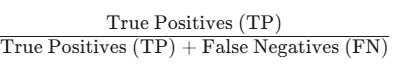 True Positives (TP)
True Positives (TP) + False Negatives (FN)